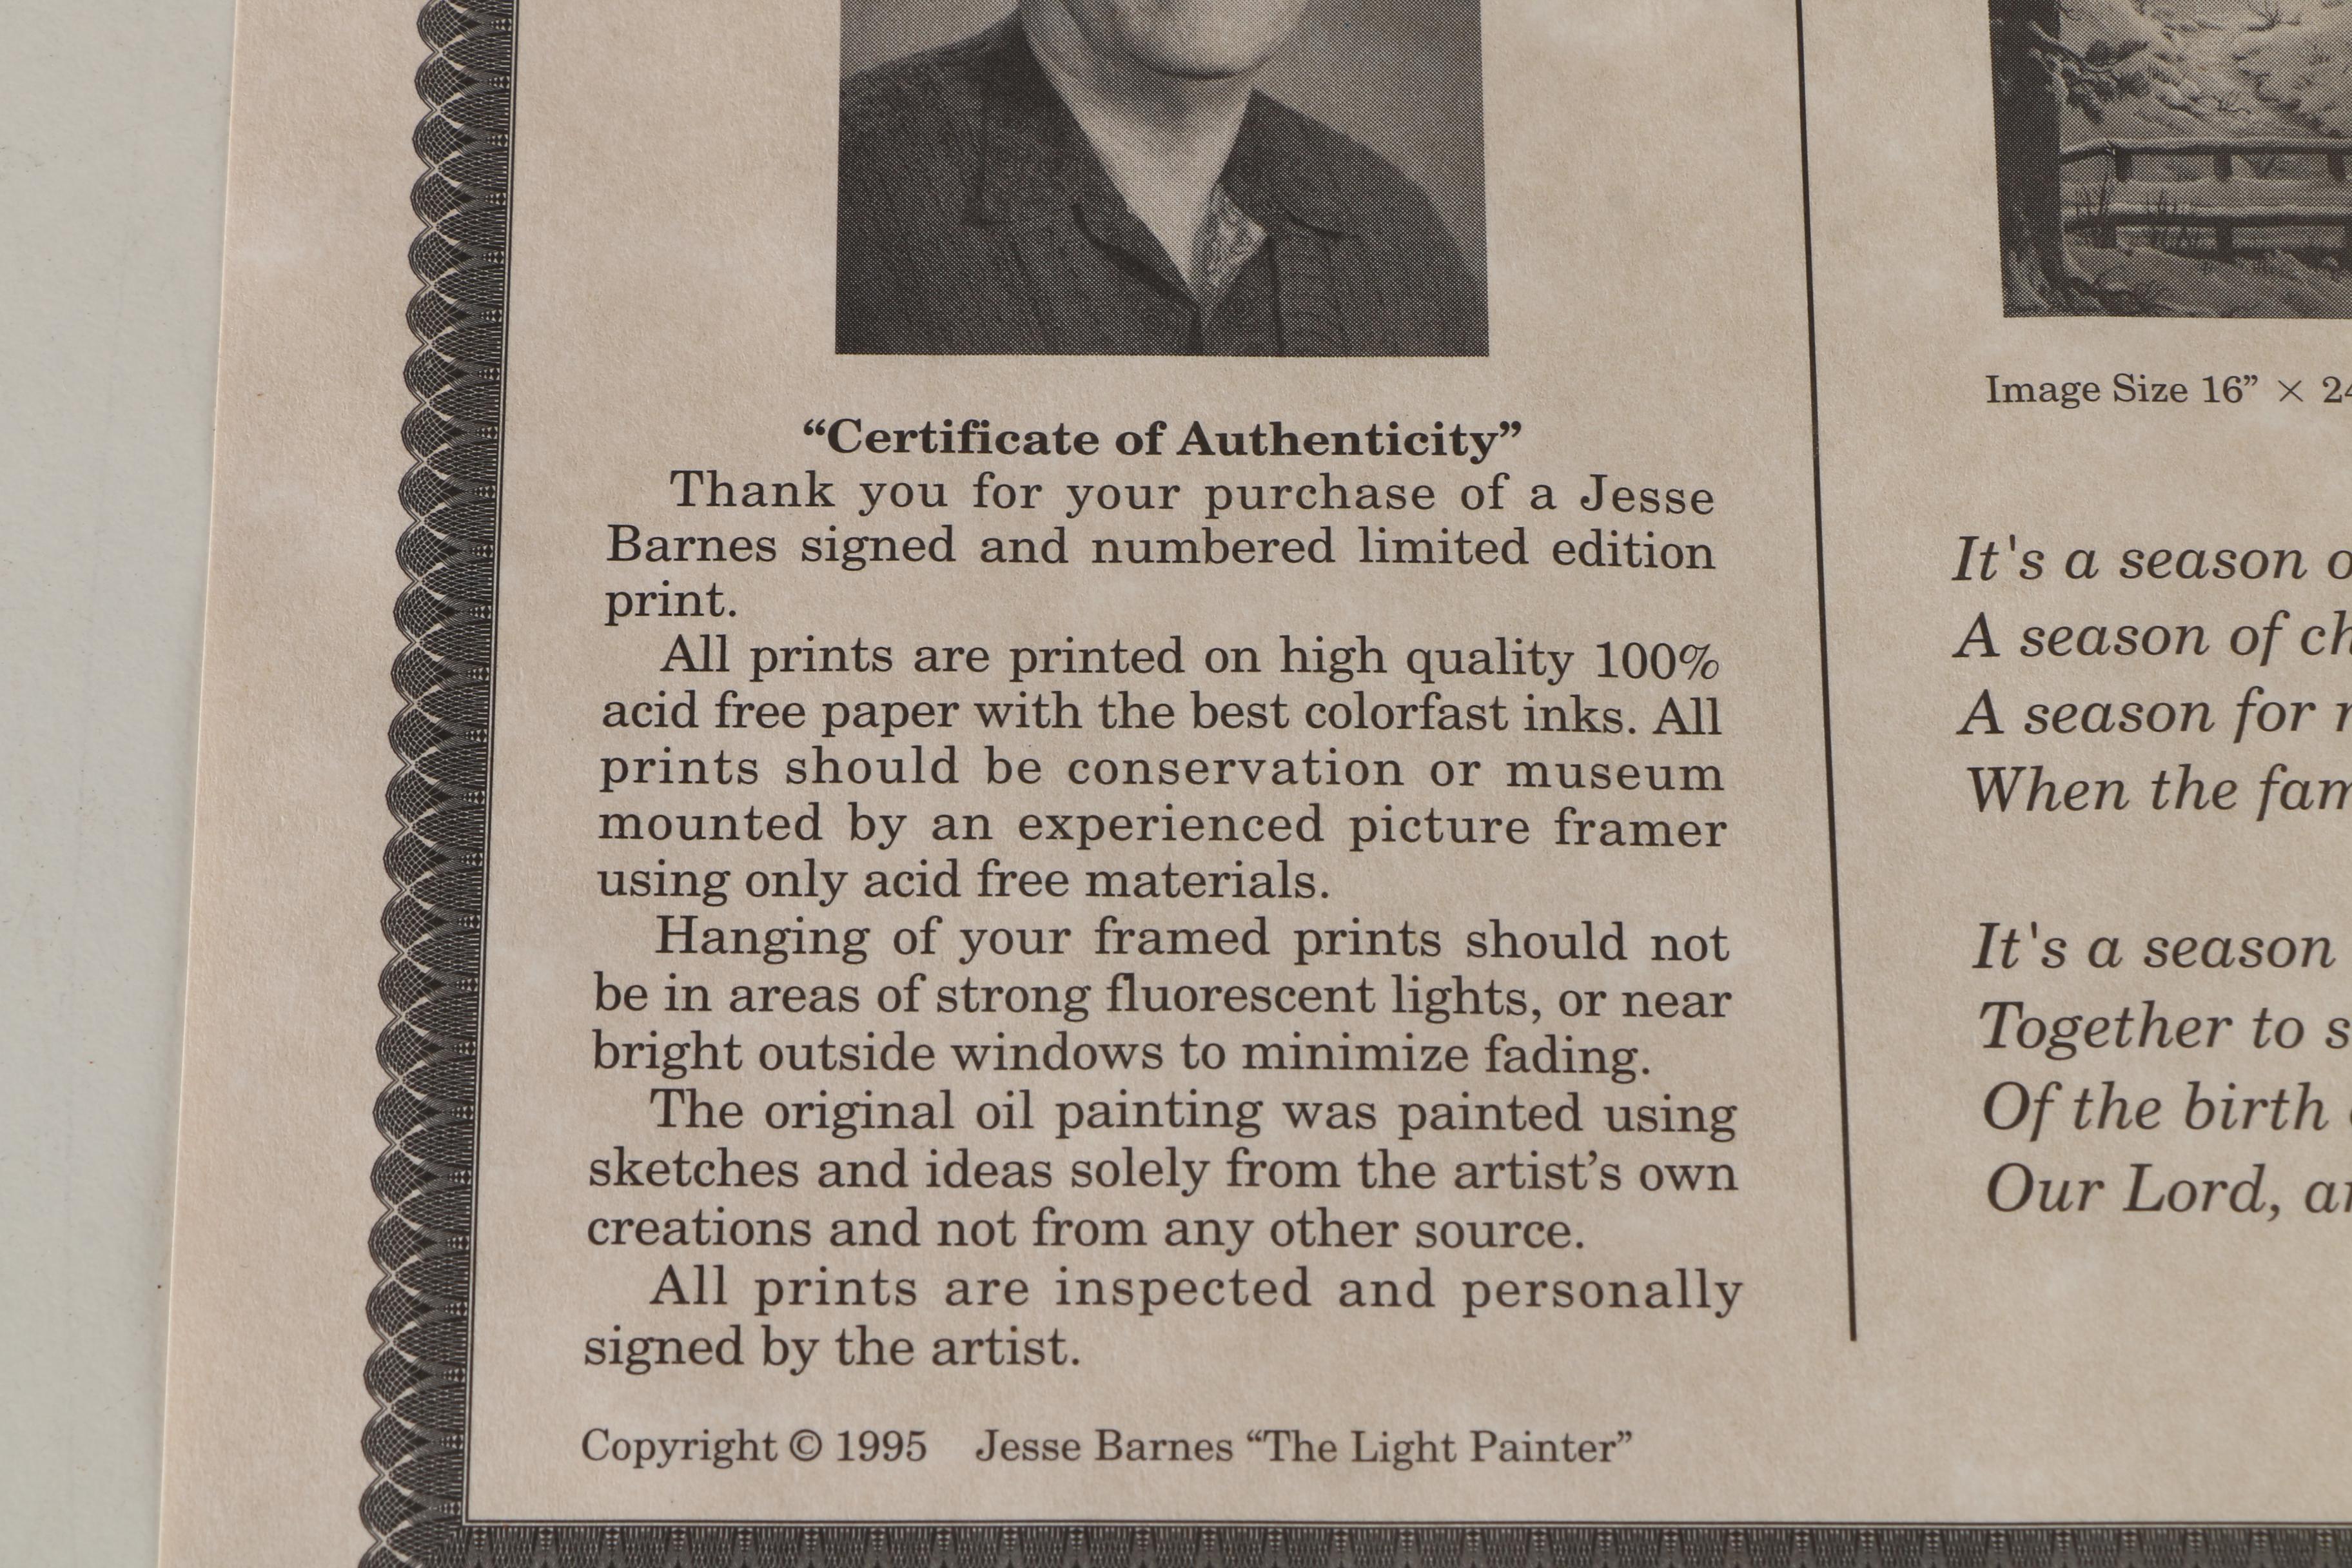 “Certificate of Authenticity”
Thank you for your purchase of a Jesse
Barnes signed and numbered limited edition
print.
All prints are printed on high quality 100%
acid free paper with the best colorfast inks. All
prints should be conservation or museum
mounted by an experienced picture framer
using only acid free materials.
Hanging of your framed prints should not
be in areas of strong fluorescent lights, or near
bright outside windows to minimize fading.
The original oil painting was painted using
sketches and ideas solely from the artist’s own
creations and not from any other source.
All prints are inspected and personally
signed by the artist.
Copyright © 1995 Jesse Barnes “The Light Painter”
Image Size 16” × 24
It's a season
A season of
A season for
When the
It's a season
Together to
Of the birth
Our Lord,